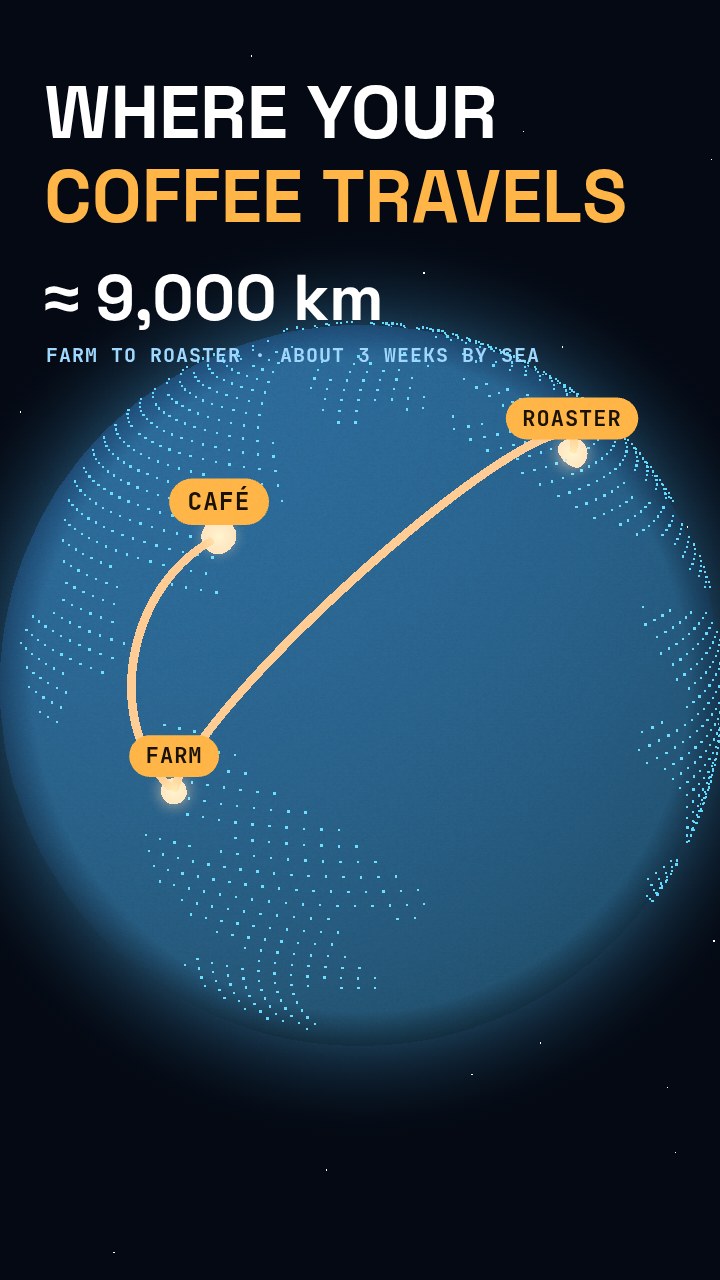 WHERE YOUR
COFFEE TRAVELS
≈ 9,000 km
FARM TO ROASTER · ABOUT 3 WEEKS BY SEA
ROASTER
CAFÉ
FARM